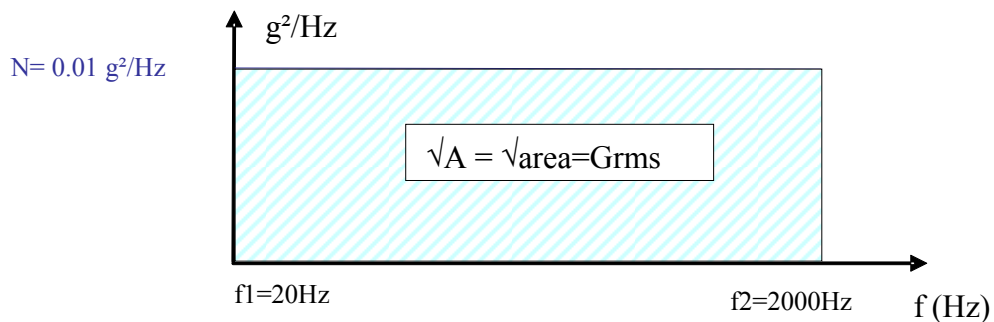 g²/Hz
N= 0.01 g²/Hz
√A = √area=Grms
f1=20Hz
f2=2000Hz
f (Hz)